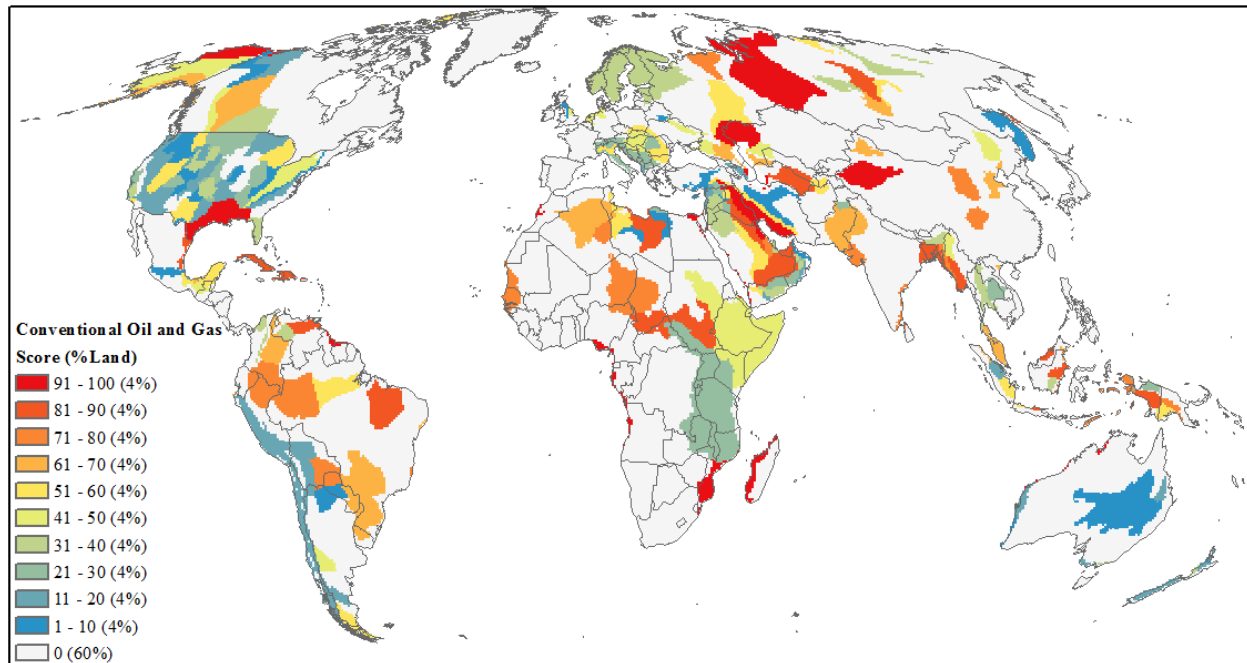 Conventional Oil and Gas
Score (%Land)
91 - 100 (4%)
81 - 90 (4%)
71 - 80 (4%)
61 - 70 (4%)
51 - 60 (4%)
41 - 50 (4%)
31 - 40 (4%)
21 - 30 (4%)
11 - 20 (4%)
1 - 10 (4%)
0 (60%)